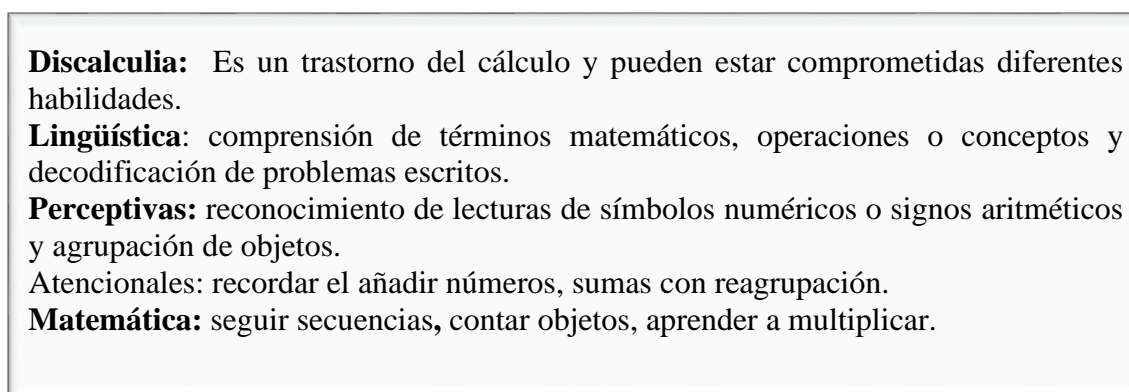 Discalculia: Es un trastorno del cálculo y pueden estar comprometidas diferentes
habilidades.
Lingüística: comprensión de términos matemáticos, operaciones o conceptos y
decodificación de problemas escritos.
Perceptivas: reconocimiento de lecturas de símbolos numéricos o signos aritméticos
y agrupación de objetos.
Atencionales: recordar el añadir números, sumas con reagrupación.
Matemática: seguir secuencias, contar objetos, aprender a multiplicar.